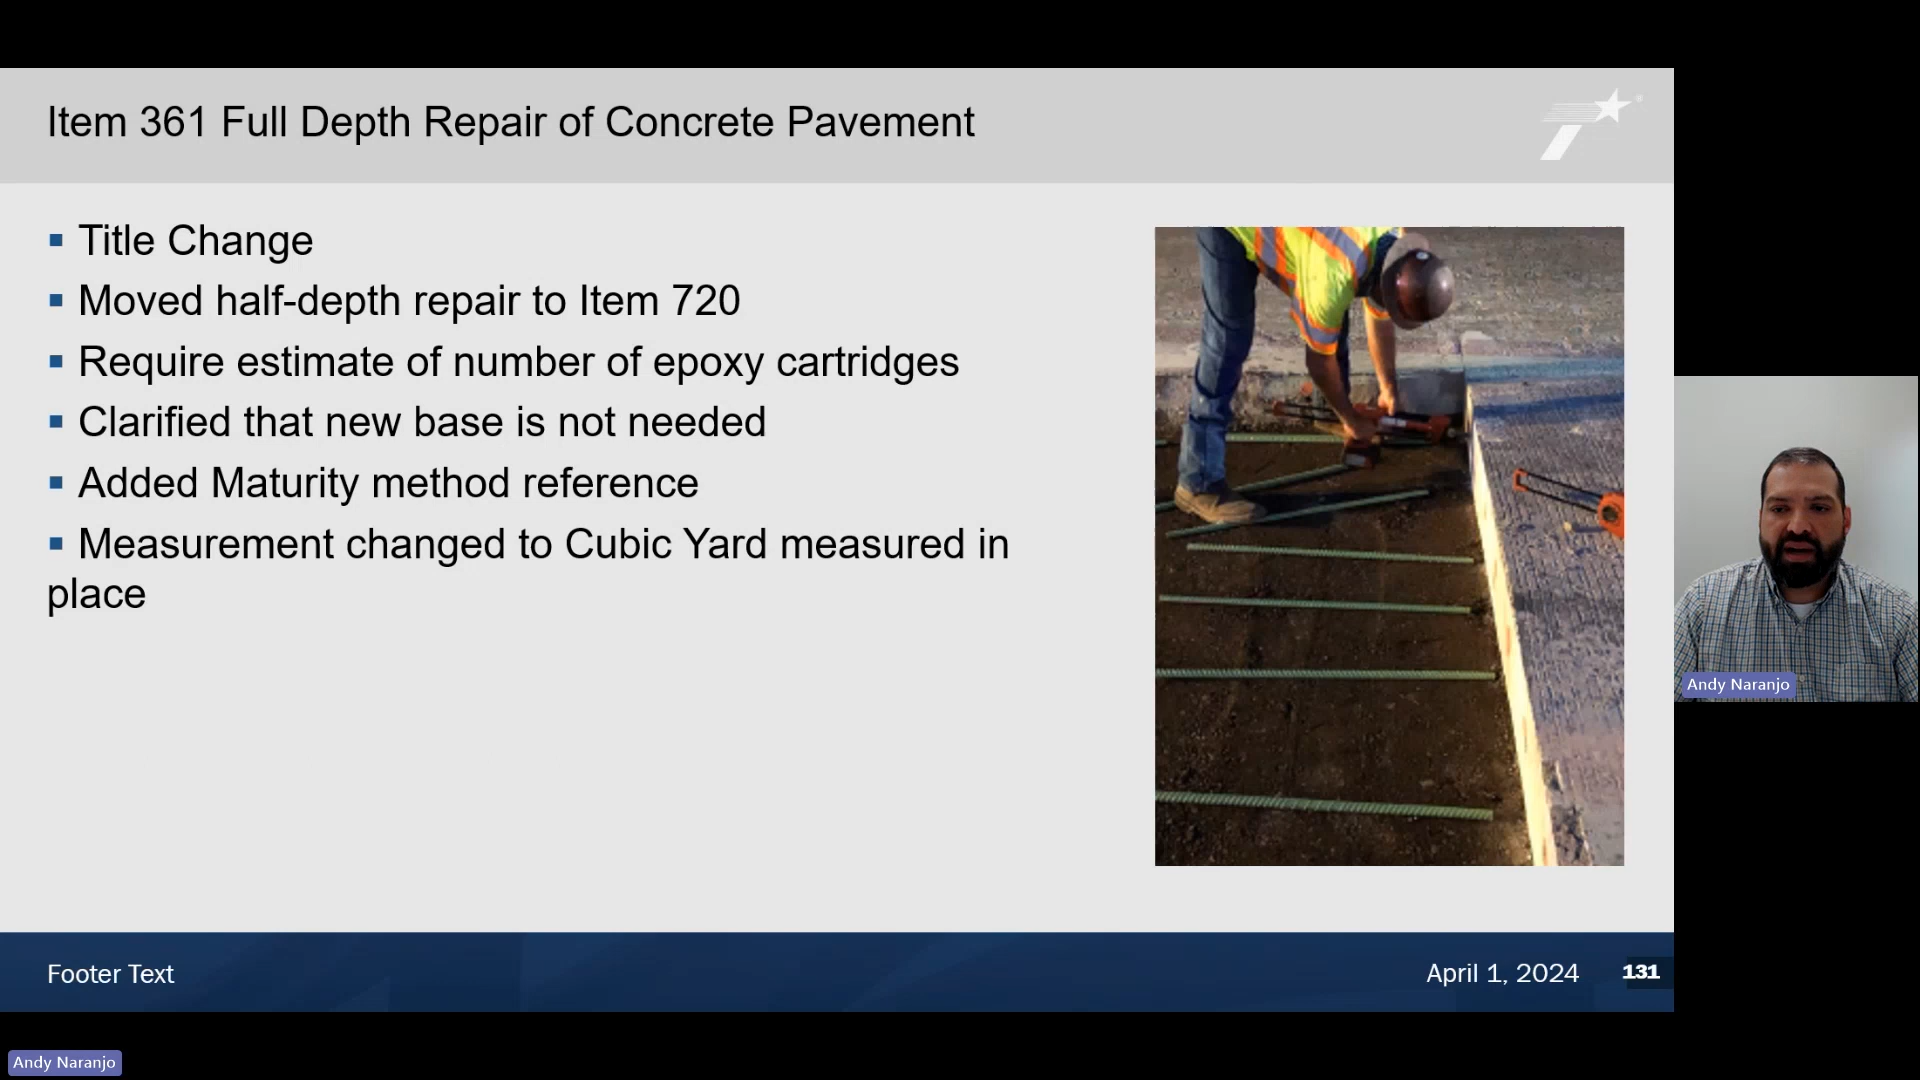 Item 361 Full Depth Repair of Concrete Pavement
▪ Title Change
▪ Moved half-depth repair to Item 720
▪ Require estimate of number of epoxy cartridges
▪ Clarified that new base is not needed
▪ Added Maturity method reference
▪ Measurement changed to Cubic Yard measured in
place
Andy Naranjo
Footer Text
April 1, 2024
131
Andy Naranjo